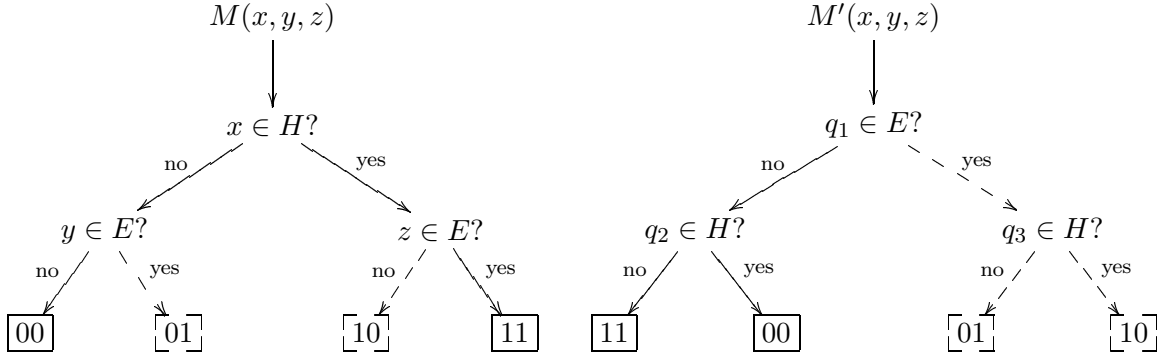 M(x, y, z) M′(x, y, z)
x ∈ H? q₁ ∈ E?
no yes no yes
y ∈ E? z ∈ E? q₂ ∈ H? q₃ ∈ H?
no yes no yes no yes no yes
00 01 10 11 11 00 01 10